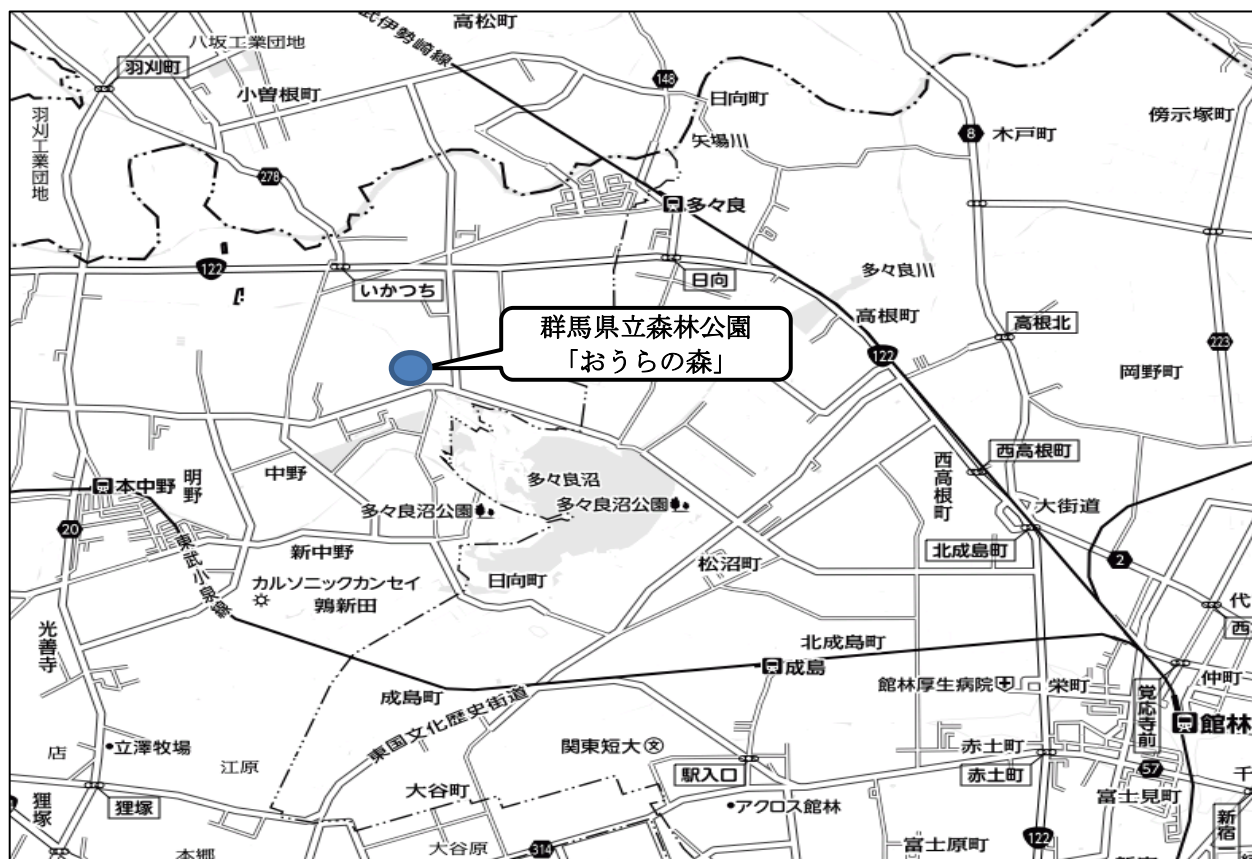 高松町
武伊勢崎線
八坂工業団地
羽刈町
148
小曽根町
日向町
8
木戸町
傍示塚町
羽刈工業団地
矢場川
278
多々良
122
いかつち
日向
多々良川
高根町
群馬県立森林公園
「おうらの森」
高根北
122
223
岡野町
西高根町
西高根町
中野
明野
本中野
多々良沼
多々良沼公園
多々良沼公園
大街道
20
北成島町
新中野
2
東武小泉線
カルソニックカンセイ
鶉新田
日向町
松沼町
代
西
光善寺
北成島町
成島
館林厚生病院
栄町
仲町
成島町
東国文化歴史街道
覚応寺前
館林
店
立澤牧場
江原
関東短大
文
駅入口
赤土町
赤土町
57
千
狸塚
狸塚
大谷町
アクロス館林
富士見町
新宿一
本郷
大谷原
314
富士原町
122